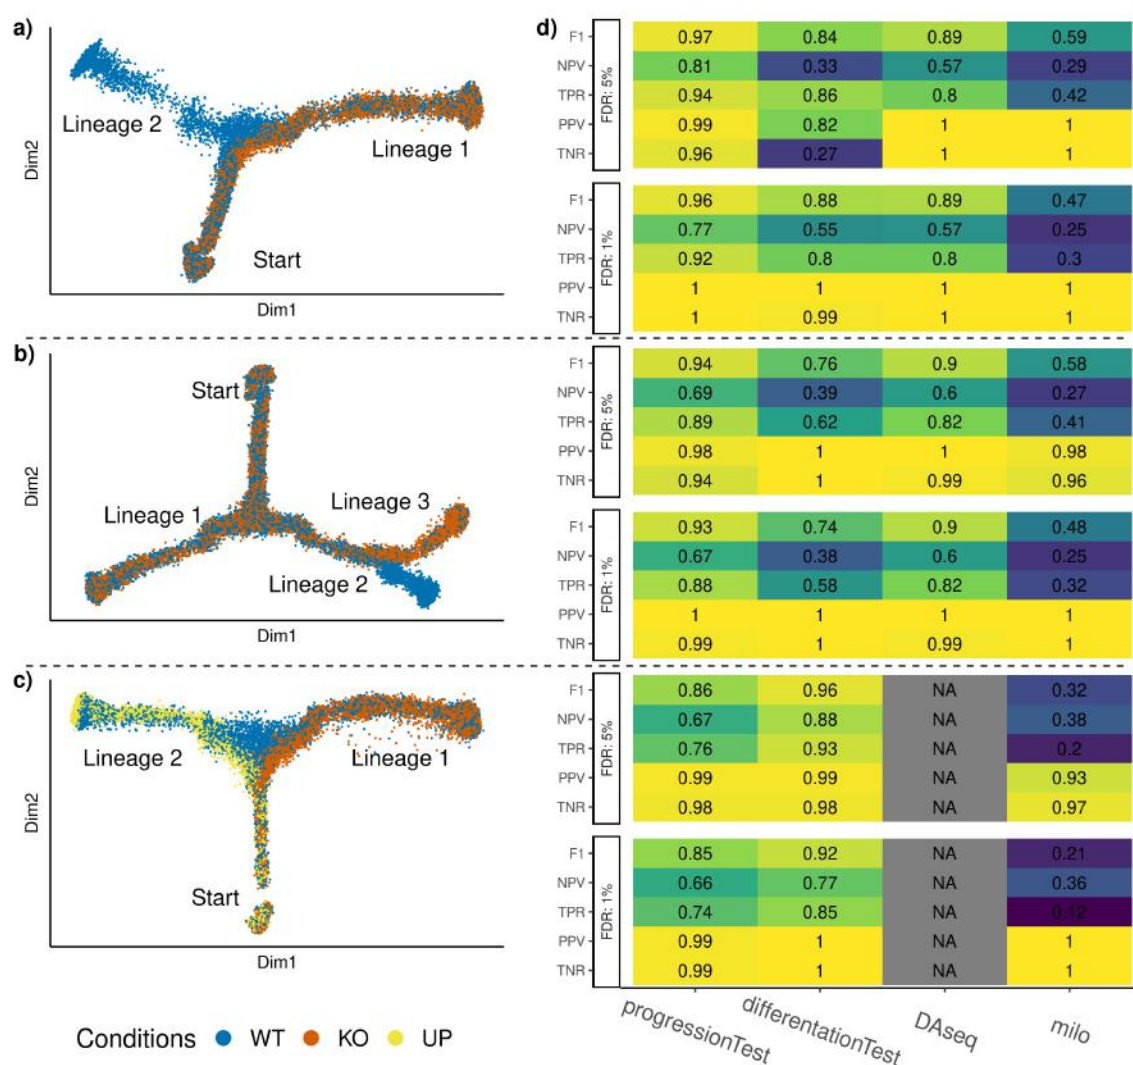 a)
Dim2
Lineage 2
Lineage 1
Start
Dim1
b)
Dim2
Start
Lineage 1
Lineage 3
Lineage 2
Dim1
c)
Dim2
Lineage 2
Lineage 1
Start
Dim1
Conditions WT KO UP
d)
FDR: 5%
F1 0.97 0.84 0.89 0.59
NPV 0.81 0.33 0.57 0.29
TPR 0.94 0.86 0.8 0.42
PPV 0.99 0.82 1 1
TNR 0.96 0.27 1 1
FDR: 1%
F1 0.96 0.88 0.89 0.47
NPV 0.77 0.55 0.57 0.25
TPR 0.92 0.8 0.8 0.3
PPV 1 1 1 1
TNR 1 0.99 1 1
FDR: 5%
F1 0.94 0.76 0.9 0.58
NPV 0.69 0.39 0.6 0.27
TPR 0.89 0.62 0.82 0.41
PPV 0.98 1 1 0.98
TNR 0.94 1 0.99 0.96
FDR: 1%
F1 0.93 0.74 0.9 0.48
NPV 0.67 0.38 0.6 0.25
TPR 0.88 0.58 0.82 0.32
PPV 1 1 1 1
TNR 0.99 1 0.99 1
FDR: 5%
F1 0.86 0.96 NA 0.32
NPV 0.67 0.88 NA 0.38
TPR 0.76 0.93 NA 0.2
PPV 0.99 0.99 NA 0.93
TNR 0.98 0.98 NA 0.97
FDR: 1%
F1 0.85 0.92 NA 0.21
NPV 0.66 0.77 NA 0.36
TPR 0.74 0.85 NA 0.12
PPV 0.99 1 NA 1
TNR 0.99 1 NA 1
progressionTest differentationTest DAseq milo